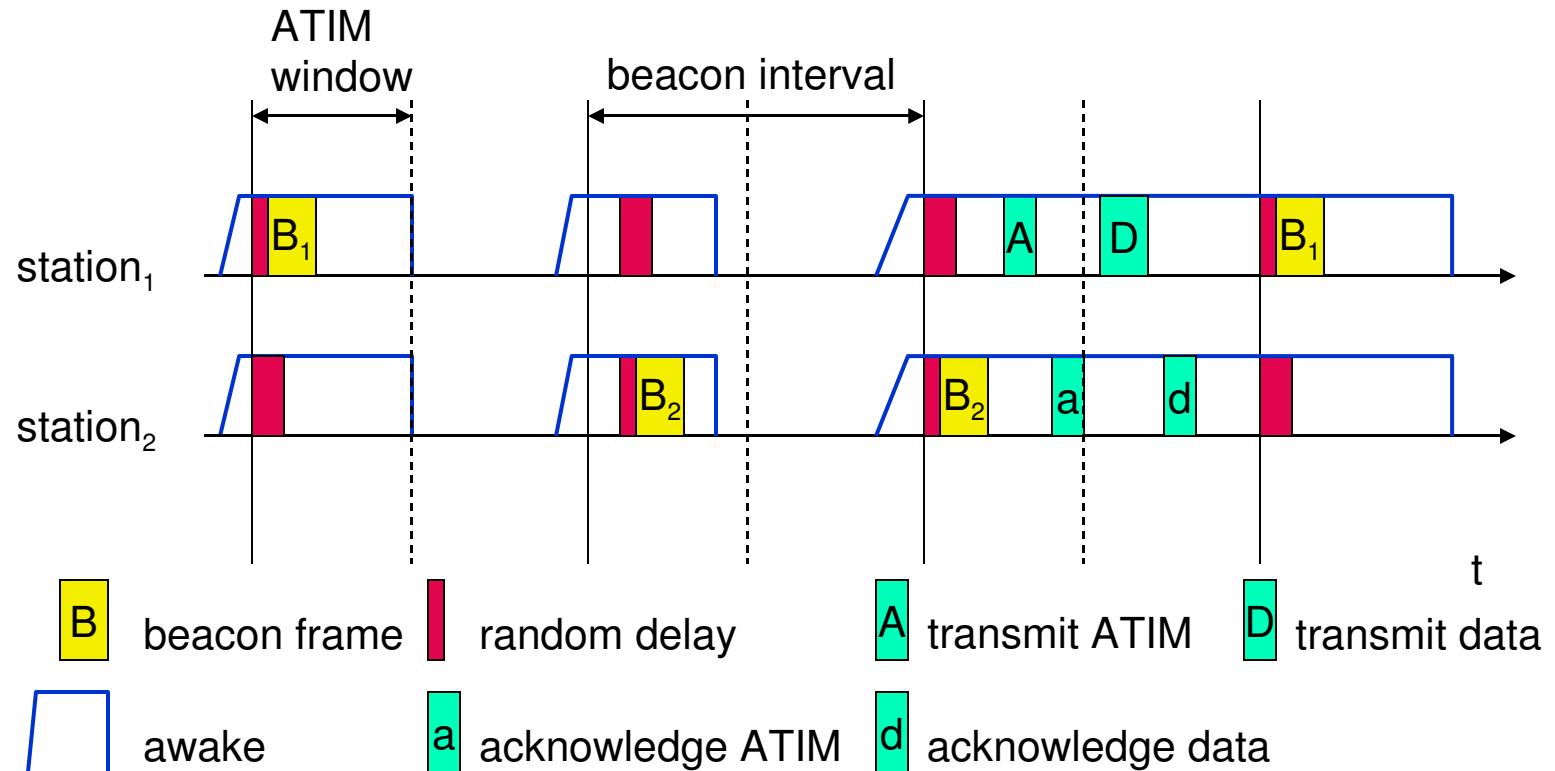 ATIM
window
beacon interval
station₁
B₁
A
D
B₁
station₂
B₂
B₂
a
d
t
B beacon frame
random delay
A transmit ATIM
D transmit data
awake
a acknowledge ATIM
d acknowledge data